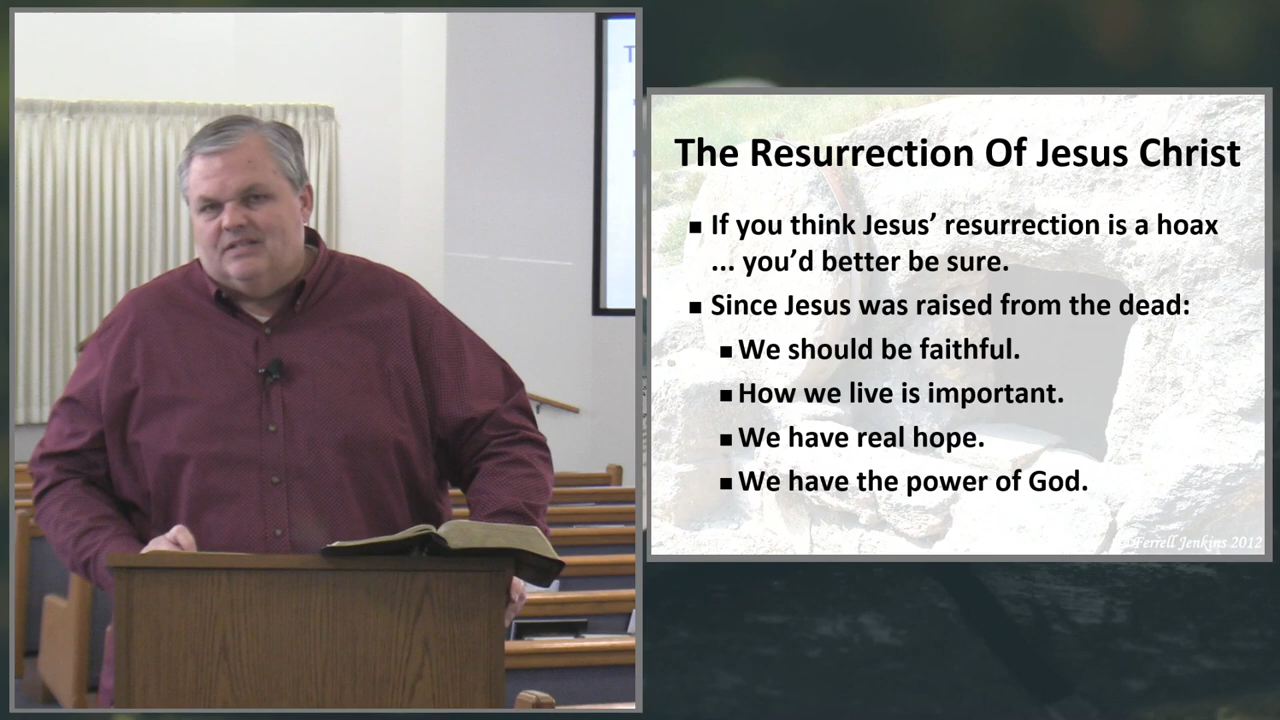 T
The Resurrection Of Jesus Christ
▪ If you think Jesus’ resurrection is a hoax
... you’d better be sure.
▪ Since Jesus was raised from the dead:
▪ We should be faithful.
▪ How we live is important.
▪ We have real hope.
▪ We have the power of God.
©Ferrell Jenkins 2012